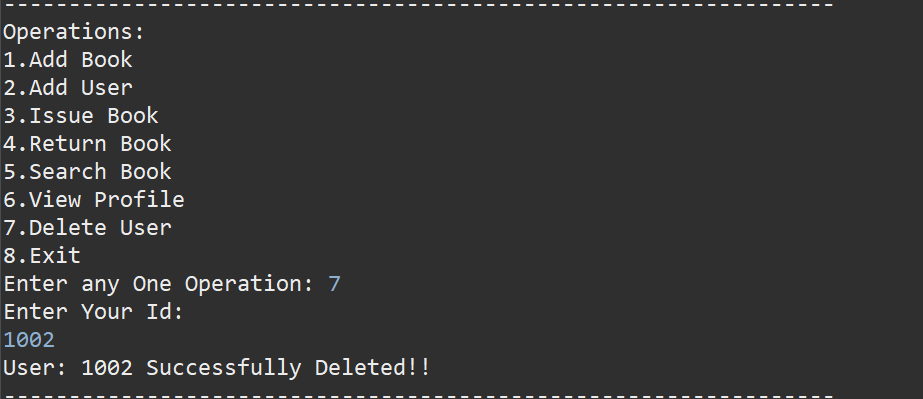 ----------------------------------------------------------------
Operations:
1.Add Book
2.Add User
3.Issue Book
4.Return Book
5.Search Book
6.View Profile
7.Delete User
8.Exit
Enter any One Operation: 7
Enter Your Id:
1002
User: 1002 Successfully Deleted!!
----------------------------------------------------------------